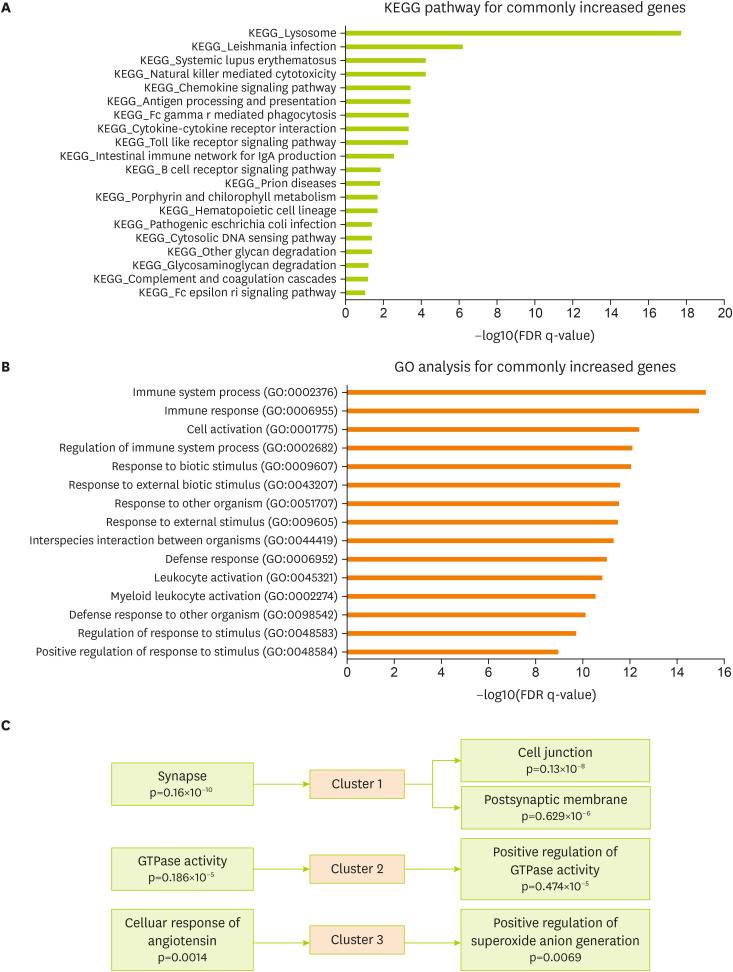 A
KEGG pathway for commonly increased genes
KEGG_Lysosome
KEGG_Leishmania infection
KEGG_Systemic lupus erythematosus
KEGG_Natural killer mediated cytotoxicity
KEGG_Chemokine signaling pathway
KEGG_Antigen processing and presentation
KEGG_Fc gamma r mediated phagocytosis
KEGG_Cytokine-cytokine receptor interaction
KEGG_Toll like receptor signaling pathway
KEGG_Intestinal immune network for IgA production
KEGG_B cell receptor signaling pathway
KEGG_Prion diseases
KEGG_Porphyrin and chlorophyll metabolism
KEGG_Hematopoietic cell lineage
KEGG_Pathogenic eschrichia coli infection
KEGG_Cytosolic DNA sensing pathway
KEGG_Other glycan degradation
KEGG_Glycosaminoglycan degradation
KEGG_Complement and coagulation cascades
KEGG_Fc epsilon ri signaling pathway
0 2 4 6 8 10 12 14 16 18 20
−log10(FDR q-value)
B
GO analysis for commonly increased genes
Immune system process (GO:0002376)
Immune response (GO:0006955)
Cell activation (GO:0001775)
Regulation of immune system process (GO:0002682)
Response to biotic stimulus (GO:0009607)
Response to external biotic stimulus (GO:0043207)
Response to other organism (GO:0051707)
Response to external stimulus (GO:009605)
Interspecies interaction between organisms (GO:0044419)
Defense response (GO:0006952)
Leukocyte activation (GO:0045321)
Myeloid leukocyte activation (GO:0002274)
Defense response to other organism (GO:0098542)
Regulation of response to stimulus (GO:0048583)
Positive regulation of response to stimulus (GO:0048584)
0 2 4 6 8 10 12 14 16
−log10(FDR q-value)
C
Synapse
p=0.16×10⁻¹⁰
Cluster 1
Cell junction
p=0.13×10⁻⁸
Postsynaptic membrane
p=0.629×10⁻⁶
GTPase activity
p=0.186×10⁻⁵
Cluster 2
Positive regulation of
GTPase activity
p=0.474×10⁻⁵
Celluar response of
angiotensin
p=0.0014
Cluster 3
Positive regulation of
superoxide anion generation
p=0.0069